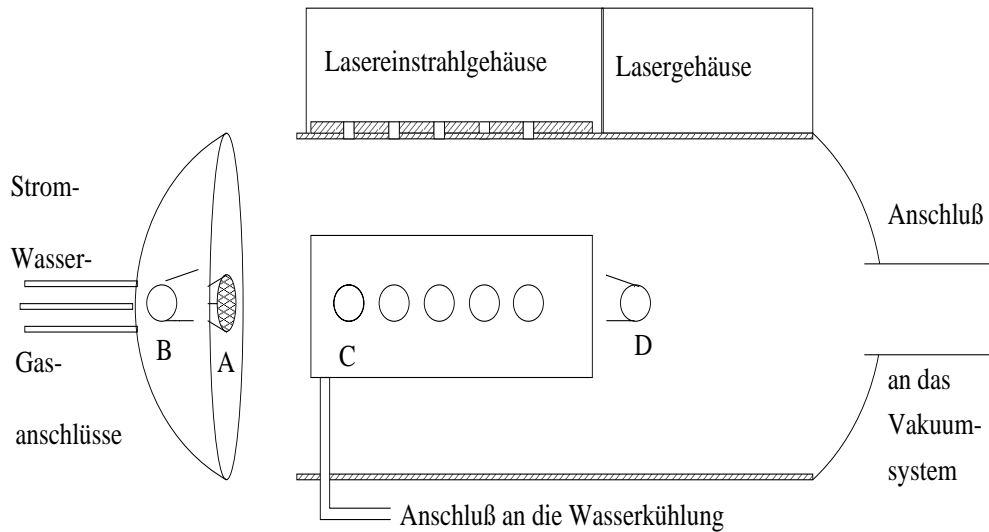 Lasereinstrahlgehäuse
Lasergehäuse
Strom-
Wasser-
Gas-
anschlüsse
B
A
C
D
Anschluß
an das
Vakuum-
system
Anschluß an die Wasserkühlung